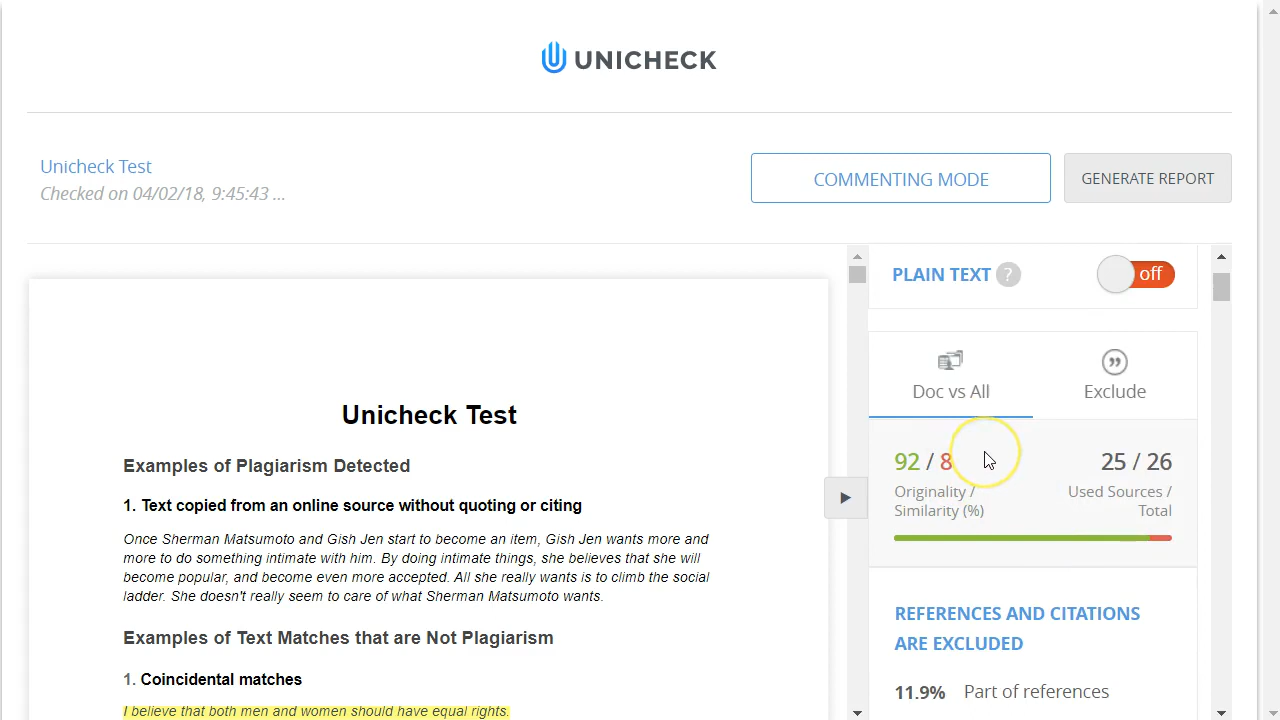 UNICHECK
Unicheck Test
Checked on 04/02/18, 9:45:43 ...
COMMENTING MODE
GENERATE REPORT
PLAIN TEXT ?
off
Doc vs All
Exclude
92 / 8
Originality /
Similarity (%)
25 / 26
Used Sources /
Total
REFERENCES AND CITATIONS
ARE EXCLUDED
11.9% Part of references
Unicheck Test
Examples of Plagiarism Detected
1. Text copied from an online source without quoting or citing
Once Sherman Matsumoto and Gish Jen start to become an item, Gish Jen wants more and
more to do something intimate with him. By doing intimate things, she believes that she will
become popular, and become even more accepted. All she really wants is to climb the social
ladder. She doesn't really seem to care of what Sherman Matsumoto wants.
Examples of Text Matches that are Not Plagiarism
1. Coincidental matches
I believe that both men and women should have equal rights.